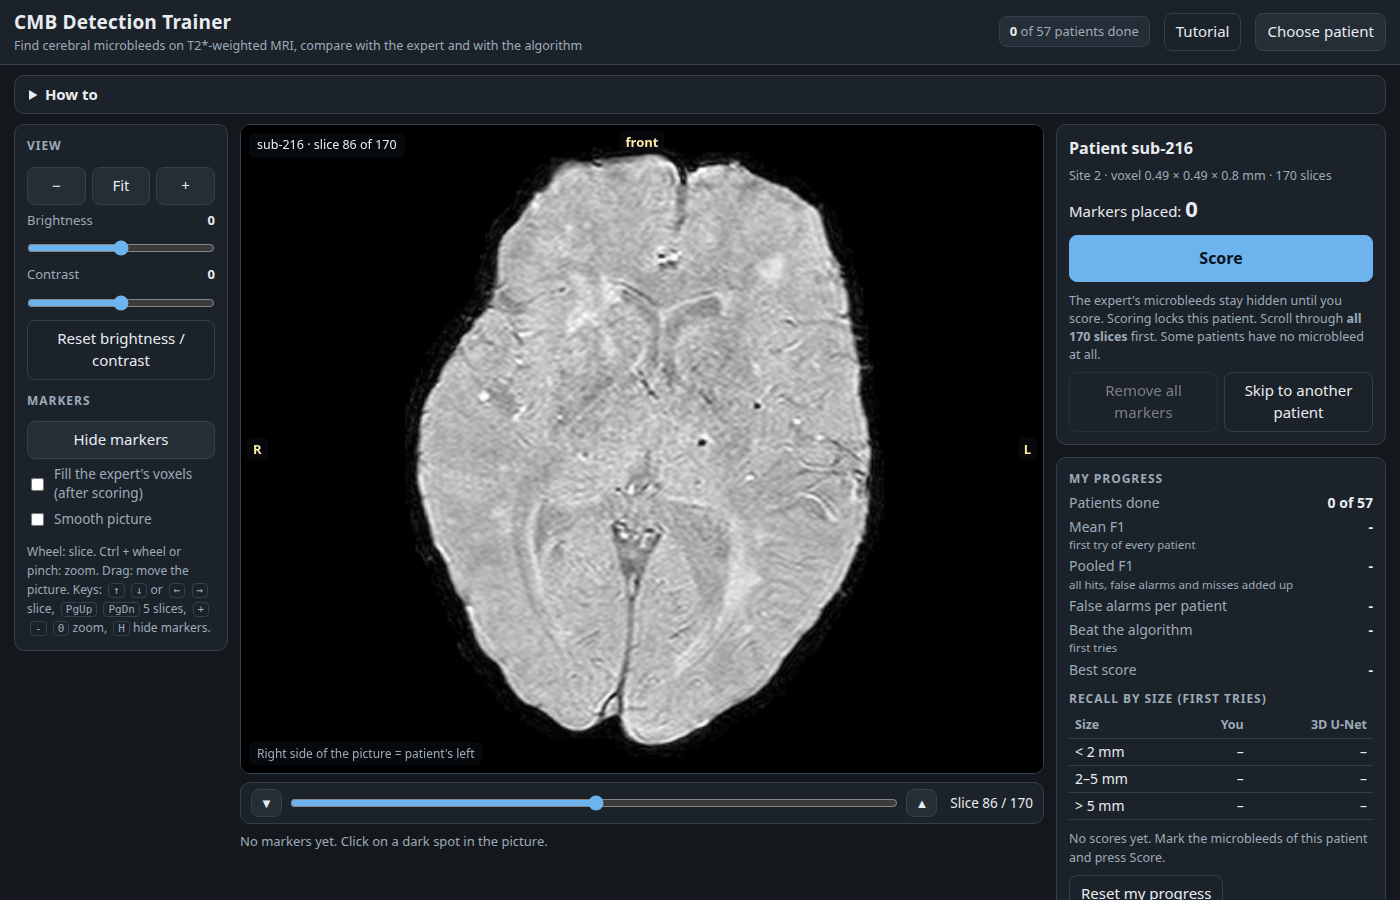 CMB Detection Trainer
Find cerebral microbleeds on T2*-weighted MRI, compare with the expert and with the algorithm
0 of 57 patients done
Tutorial
Choose patient
▶ How to
VIEW
−
Fit
+
Brightness
0
Contrast
0
Reset brightness /
contrast
MARKERS
Hide markers
Fill the expert's voxels
(after scoring)
Smooth picture
Wheel: slice. Ctrl + wheel or
pinch: zoom. Drag: move the
picture. Keys: ↑ ↓ or ← →
slice, PgUp PgDn 5 slices, +
- 0 zoom, H hide markers.
sub-216 · slice 86 of 170
front
R
L
Right side of the picture = patient's left
▼
▲
Slice 86 / 170
No markers yet. Click on a dark spot in the picture.
Patient sub-216
Site 2 · voxel 0.49 × 0.49 × 0.8 mm · 170 slices
Markers placed: 0
Score
The expert's microbleeds stay hidden until you
score. Scoring locks this patient. Scroll through all
170 slices first. Some patients have no microbleed
at all.
Remove all
markers
Skip to another
patient
MY PROGRESS
Patients done 0 of 57
Mean F1 -
first try of every patient
Pooled F1 -
all hits, false alarms and misses added up
False alarms per patient -
Beat the algorithm -
first tries
Best score -
RECALL BY SIZE (FIRST TRIES)
Size You 3D U-Net
< 2 mm – –
2–5 mm – –
> 5 mm – –
No scores yet. Mark the microbleeds of this patient
and press Score.
Reset my progress